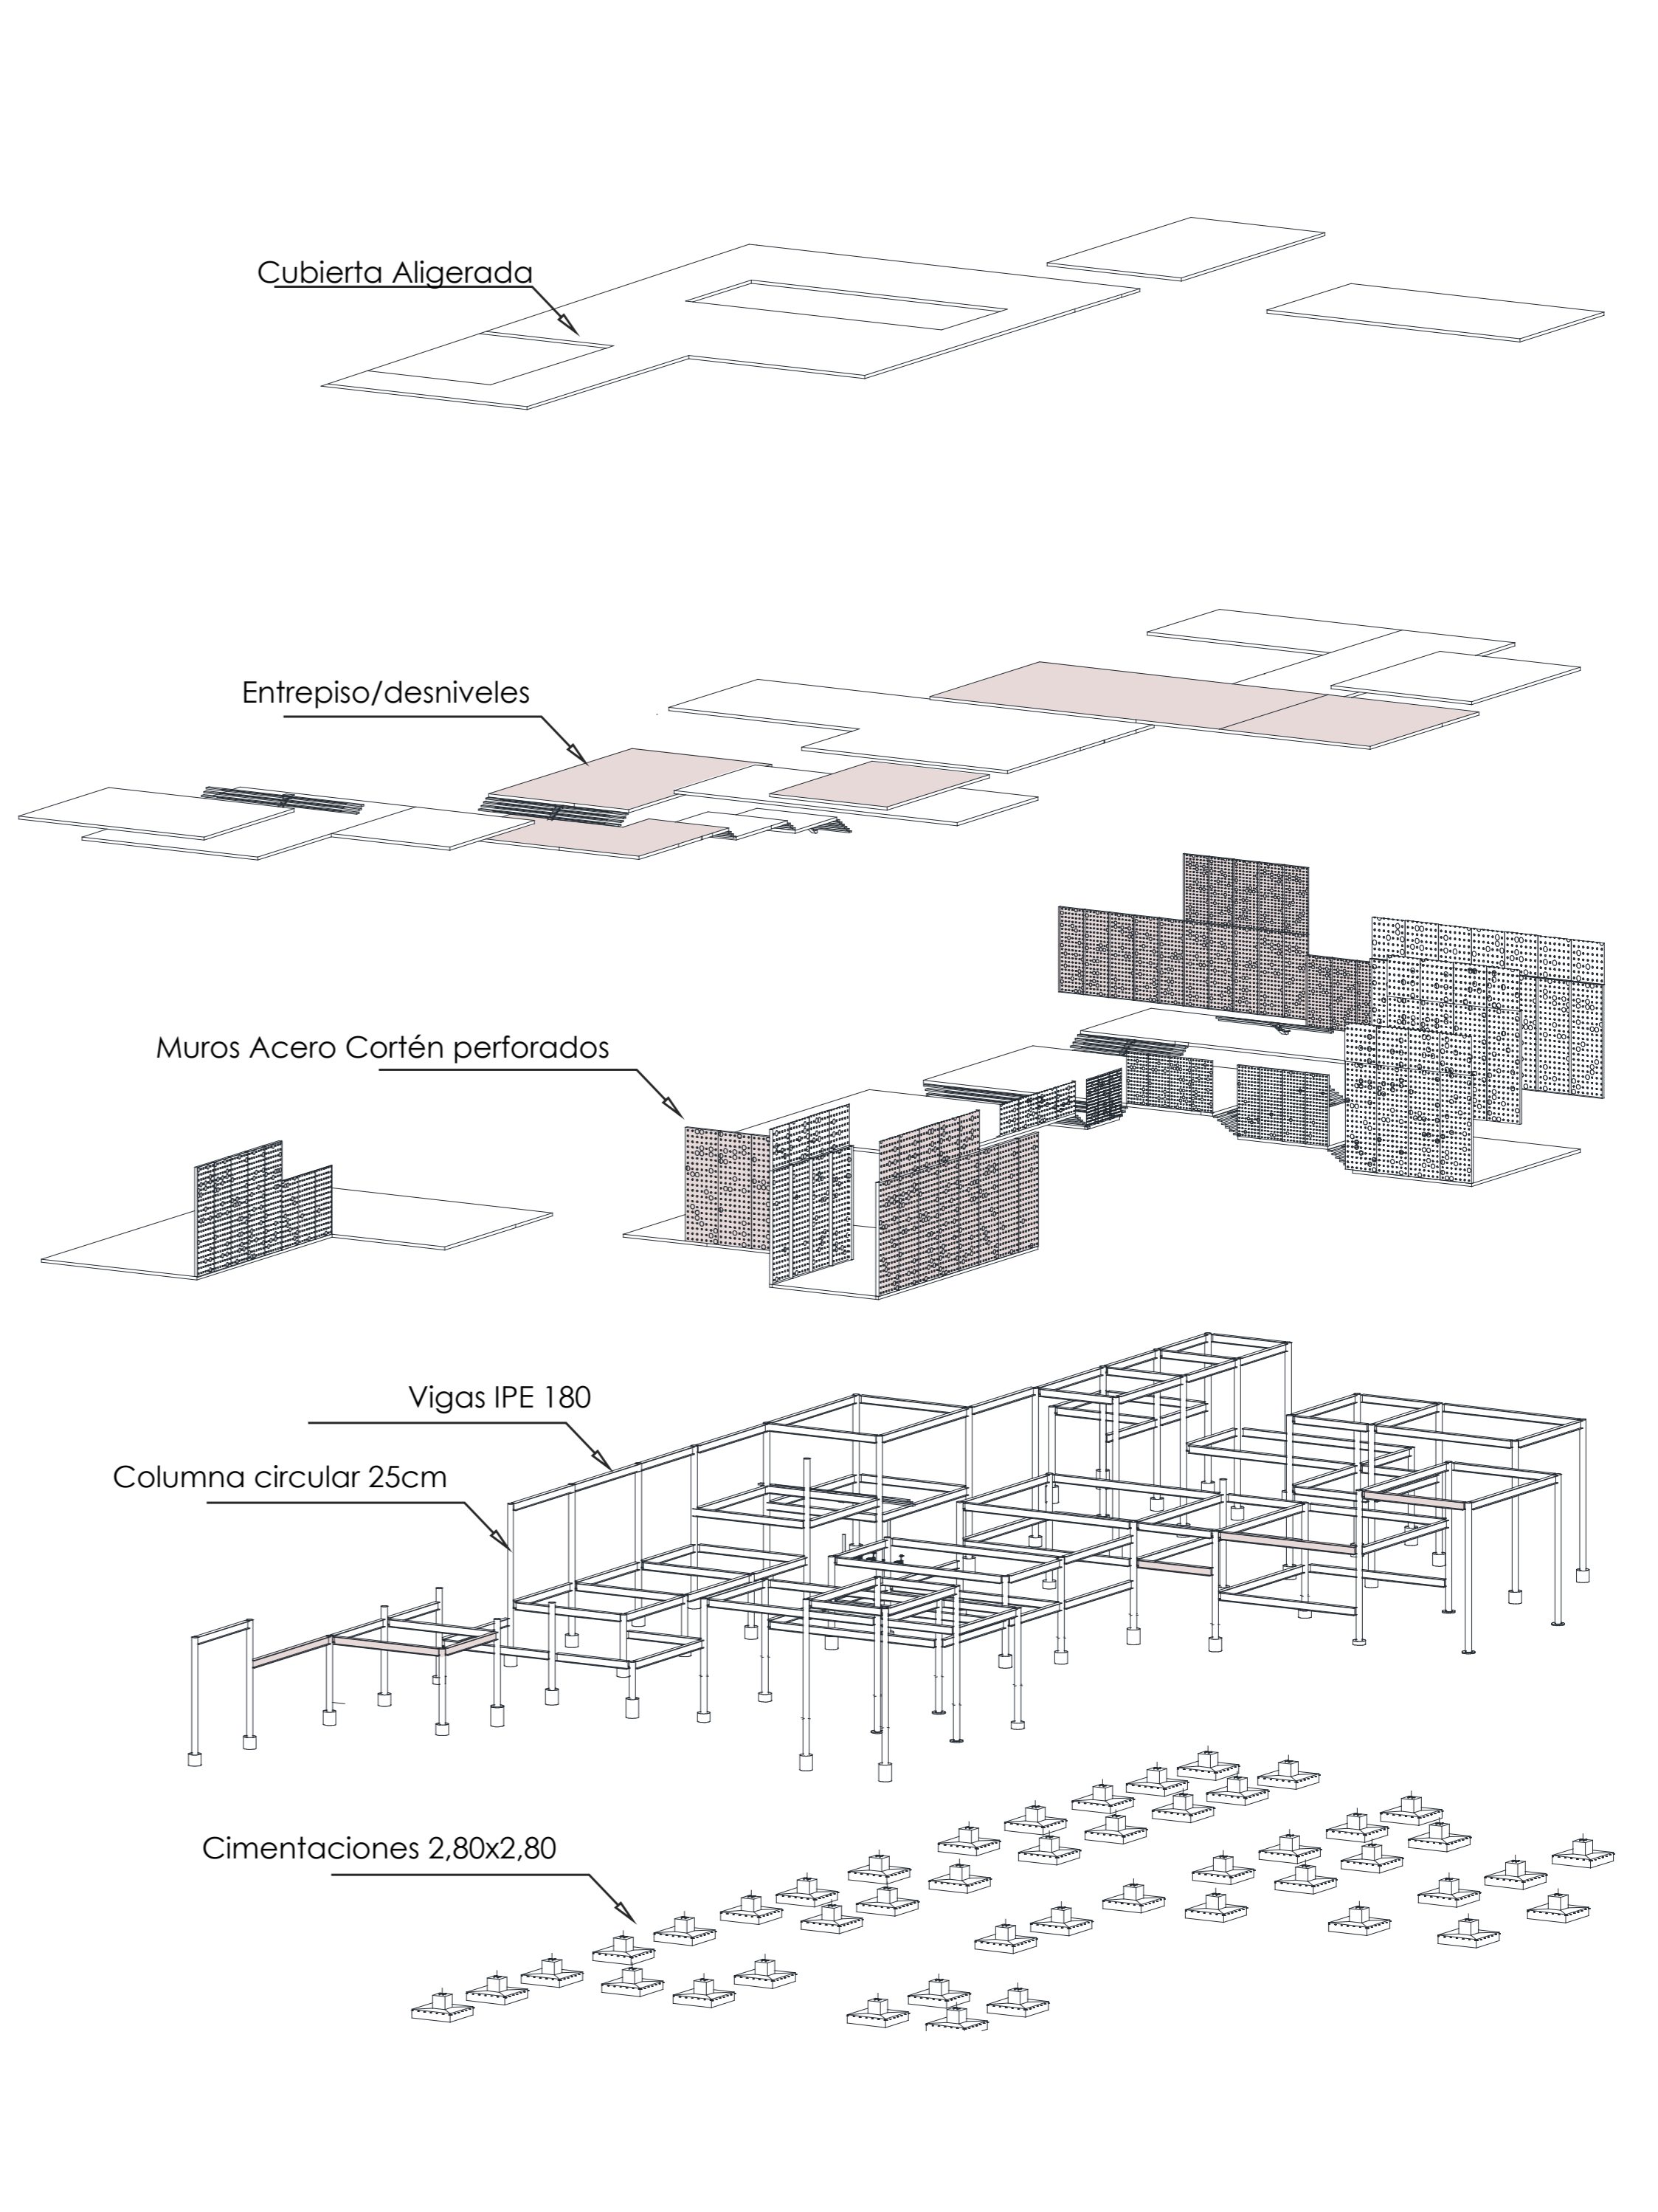 Cubierta Aligerada
Entrepiso/desniveles
Muros Acero Cortén perforados
Vigas IPE 180
Columna circular 25cm
Cimentaciones 2,80x2,80